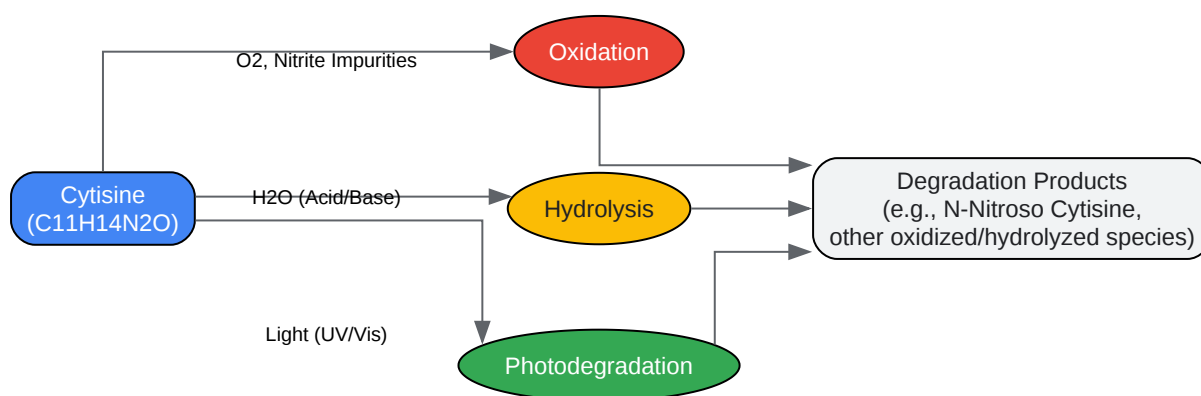 Oxidation
O2, Nitrite Impurities
Cytisine
(C11H14N2O)
H2O (Acid/Base)
Hydrolysis
Degradation Products
(e.g., N-Nitroso Cytisine,
other oxidized/hydrolyzed species)
Light (UV/Vis)
Photodegradation